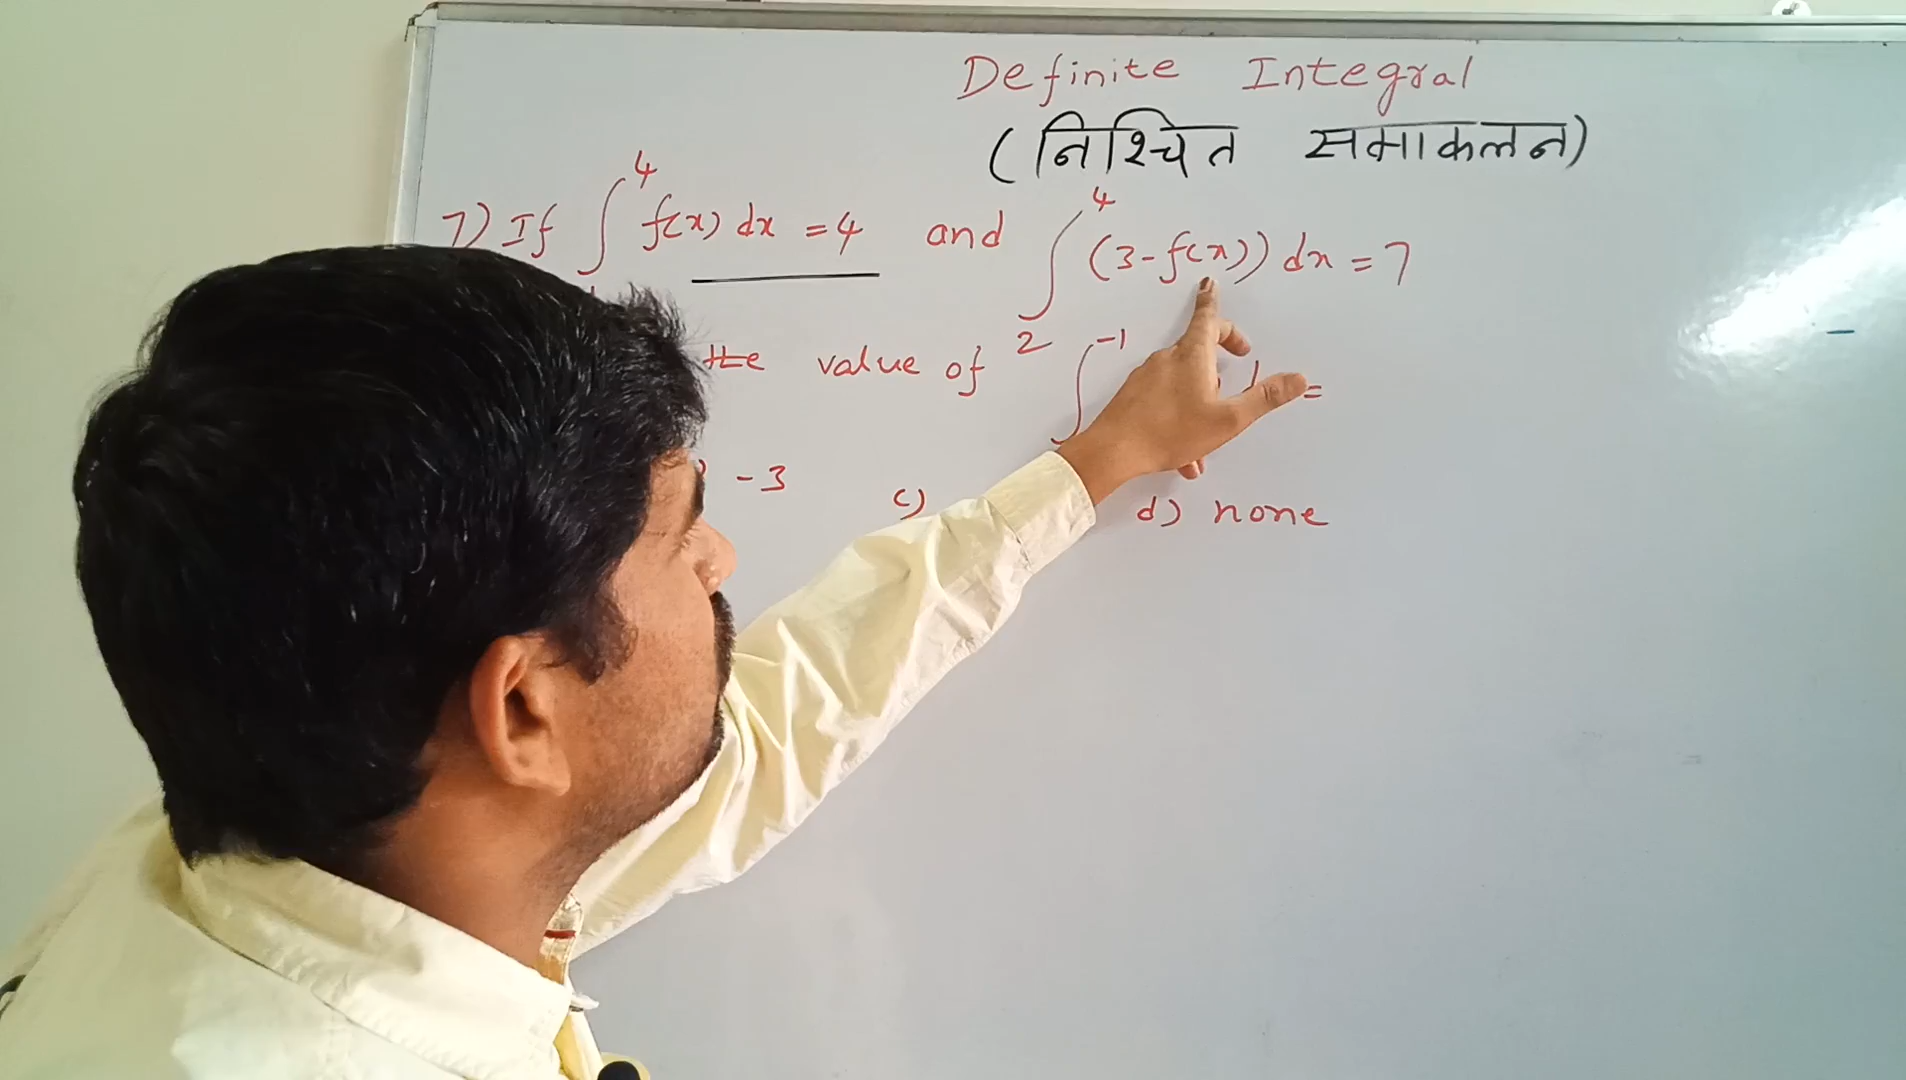 Definite Integral
(निश्चित समाकलन)
7) If ∫ 4 f(x) dx = 4 and ∫ 4 2 (3-f(x)) dx = 7
the value of ∫ -1 =
-3 c) d) none